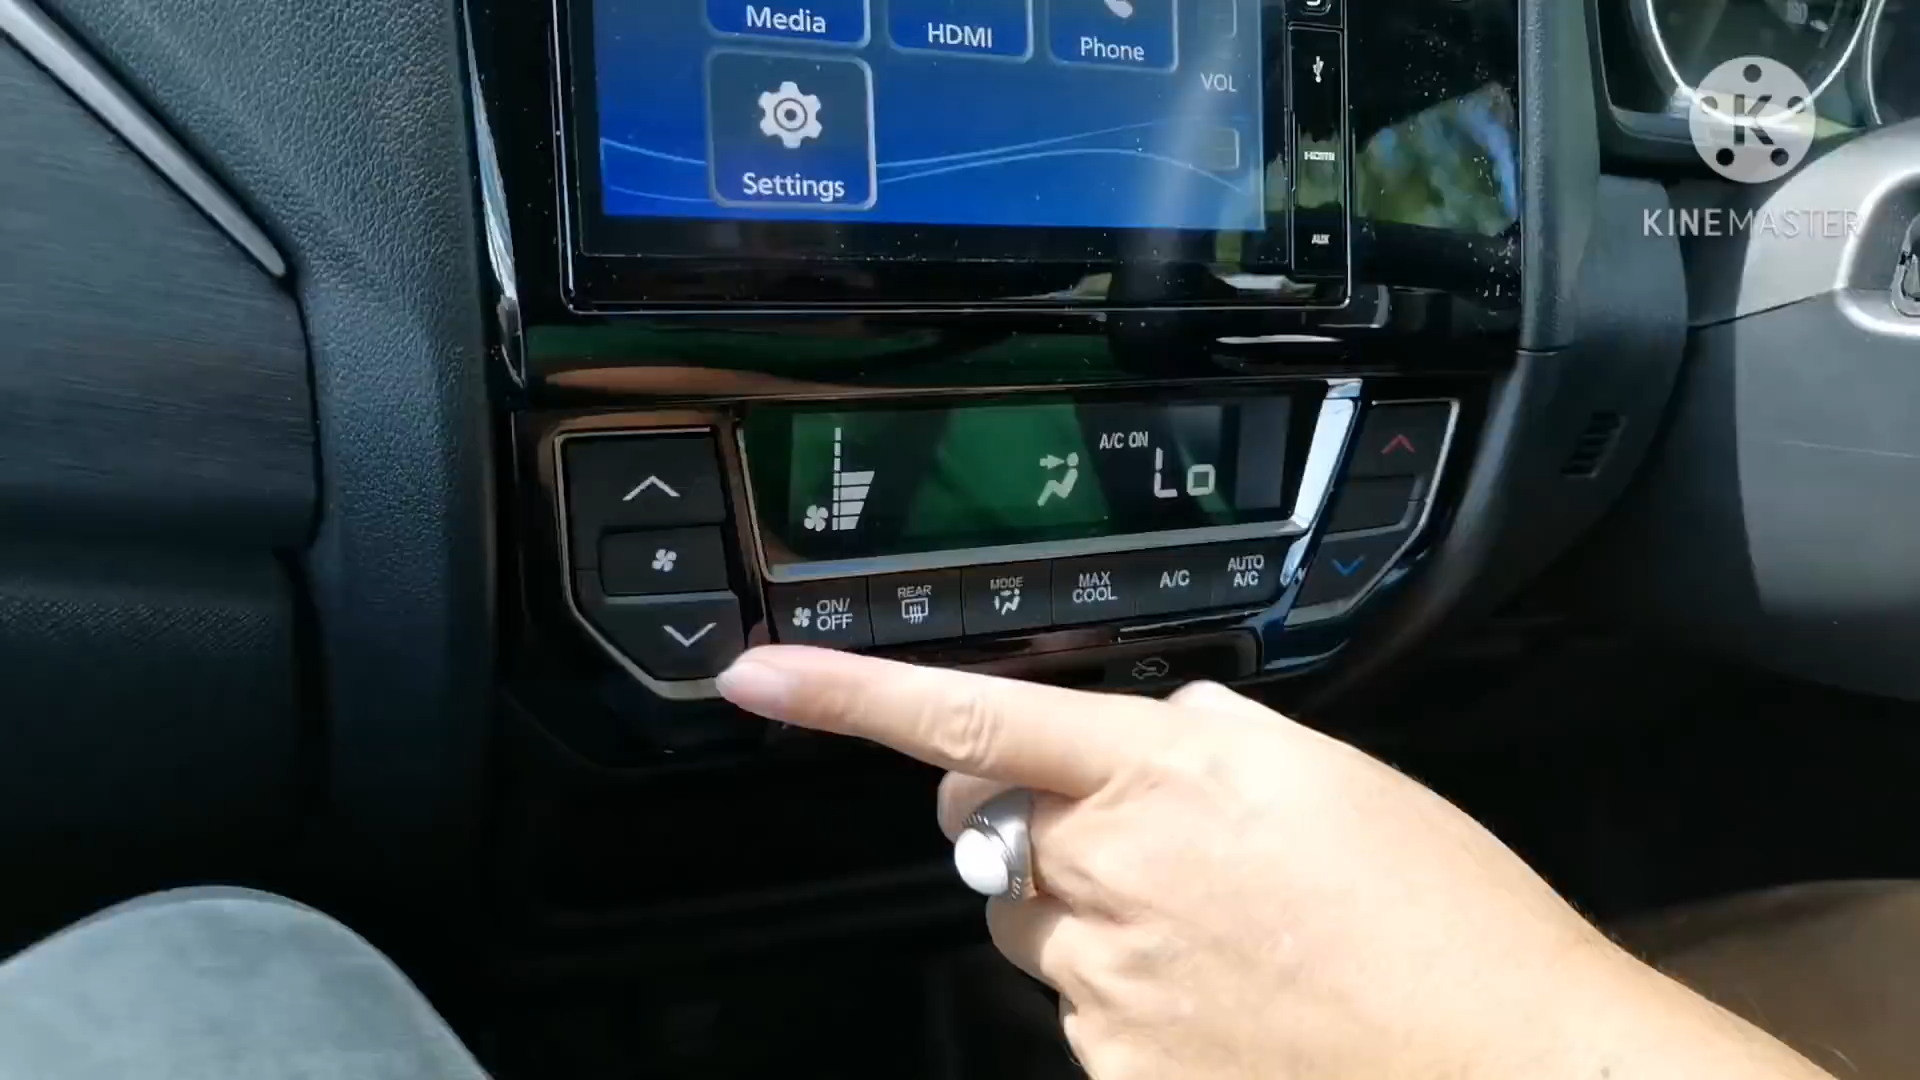 Media
HDMI
Phone
VOL
Settings
HDMI
AUX
KINEMASTER
A/C ON
Lo
ON/
OFF
REAR
MODE
MAX
COOL
A/C
AUTO
A/C